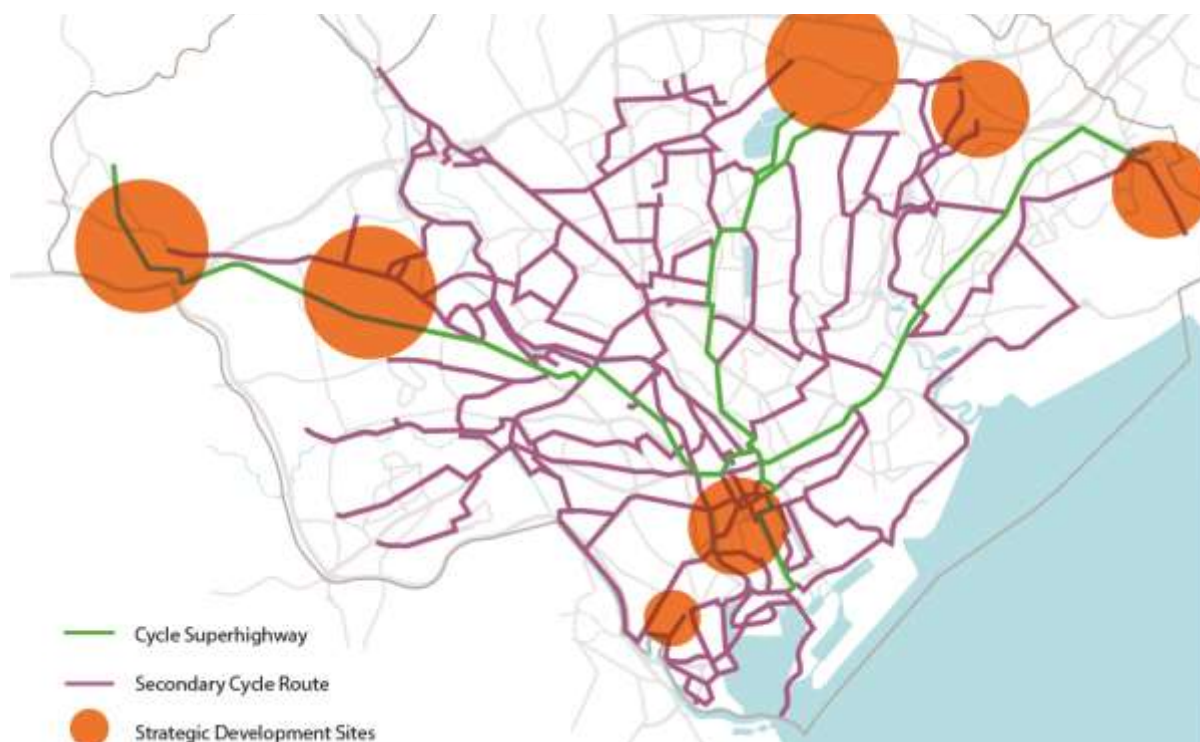 Cycle Superhighway
Secondary Cycle Route
Strategic Development Sites